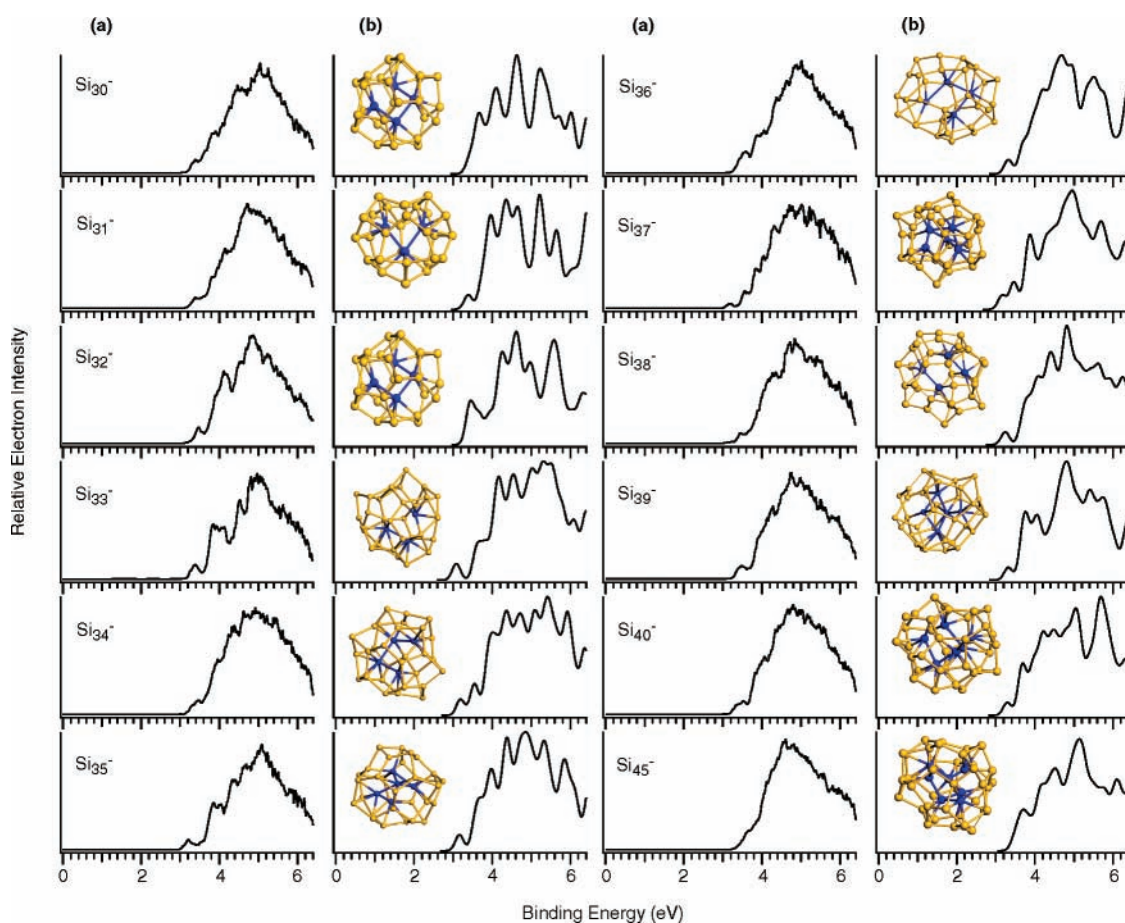 (a) (b) (a) (b)
Si30-
Si36-
Si31-
Si37-
Si32-
Si38-
Si33-
Si39-
Si34-
Si40-
Si35-
Si45-
Relative Electron Intensity
0 2 4 6 2 4 6 0 2 4 6 0 2 4 6
Binding Energy (eV)